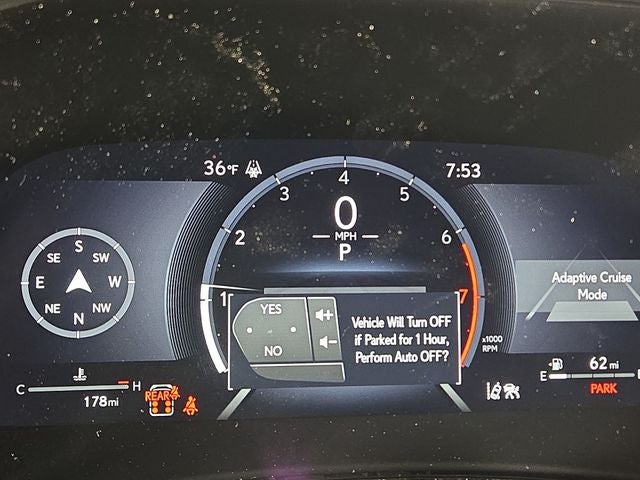 36°F
7:53
4
3
5
0
MPH
P
2
6
1
7
x1000
RPM
S
SE
SW
E
W
NE
NW
N
YES
NO
Vehicle Will Turn OFF
if Parked for 1 Hour,
Perform Auto OFF?
Adaptive Cruise
Mode
C
H
178 mi
REAR
62 mi
E
PARK